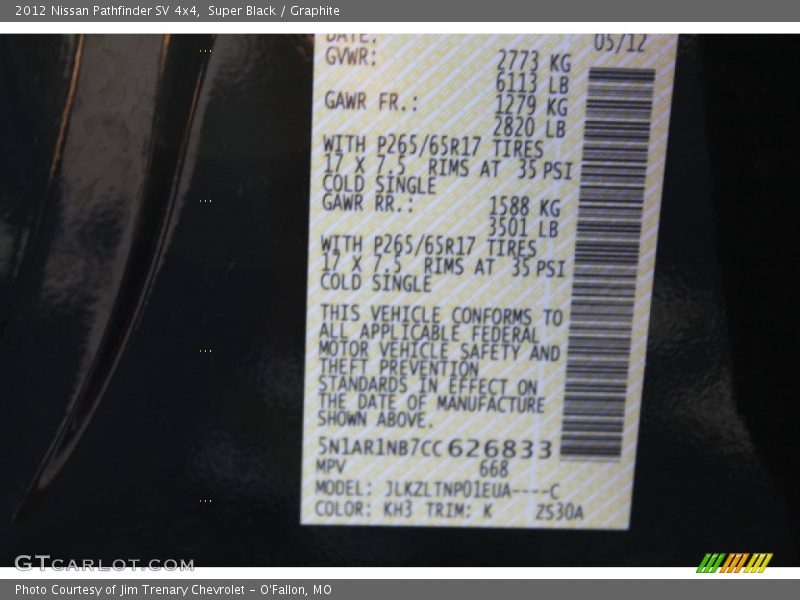 2012 Nissan Pathfinder SV 4x4, Super Black / Graphite
DATE: 05/12
GVWR: 2773 KG
6113 LB
GAWR FR.: 1279 KG
2820 LB
WITH P265/65R17 TIRES
17 X 7.5 RIMS AT 35 PSI
COLD SINGLE
GAWR RR.: 1588 KG
3501 LB
WITH P265/65R17 TIRES
17 X 7.5 RIMS AT 35 PSI
COLD SINGLE
THIS VEHICLE CONFORMS TO
ALL APPLICABLE FEDERAL
MOTOR VEHICLE SAFETY AND
THEFT PREVENTION
STANDARDS IN EFFECT ON
THE DATE OF MANUFACTURE
SHOWN ABOVE.
5N1AR1NB7CC626833
MPV 668
MODEL: JLKZLTNP01EUA----C
COLOR: KH3 TRIM: K ZS30A
GTCARLOT.COM
Photo Courtesy of Jim Trenary Chevrolet - O'Fallon, MO